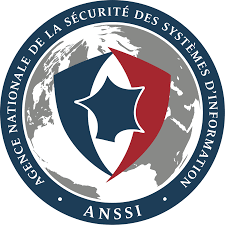 AGENCE NATIONALE DE LA SÉCURITÉ DES SYSTÈMES D'INFORMATION
ANSSI